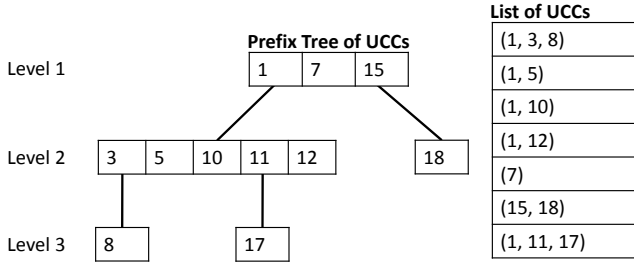 List of UCCs
Prefix Tree of UCCs
Level 1
1 7 15
Level 2
3 5 10 11 12
18
Level 3
8
17
(1, 3, 8)
(1, 5)
(1, 10)
(1, 12)
(7)
(15, 18)
(1, 11, 17)